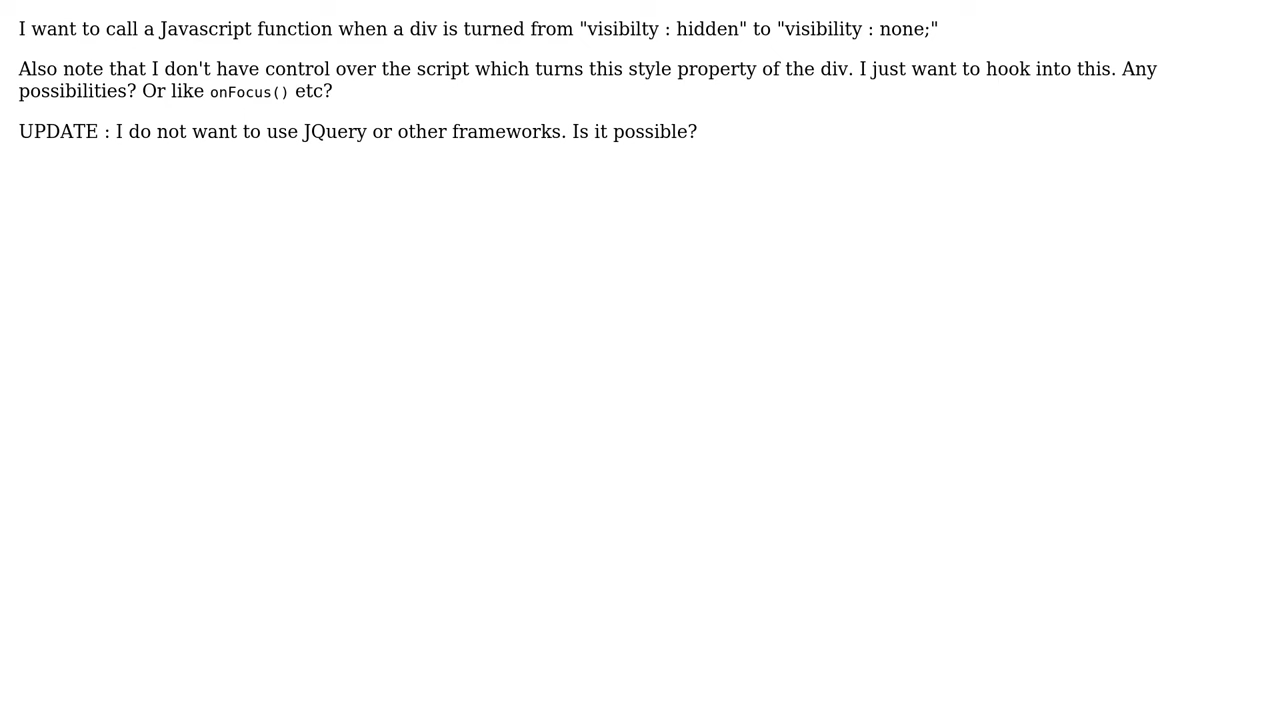 I want to call a Javascript function when a div is turned from "visibilty : hidden" to "visibility : none;"
Also note that I don't have control over the script which turns this style property of the div. I just want to hook into this. Any
possibilities? Or like onFocus() etc?
UPDATE : I do not want to use JQuery or other frameworks. Is it possible?